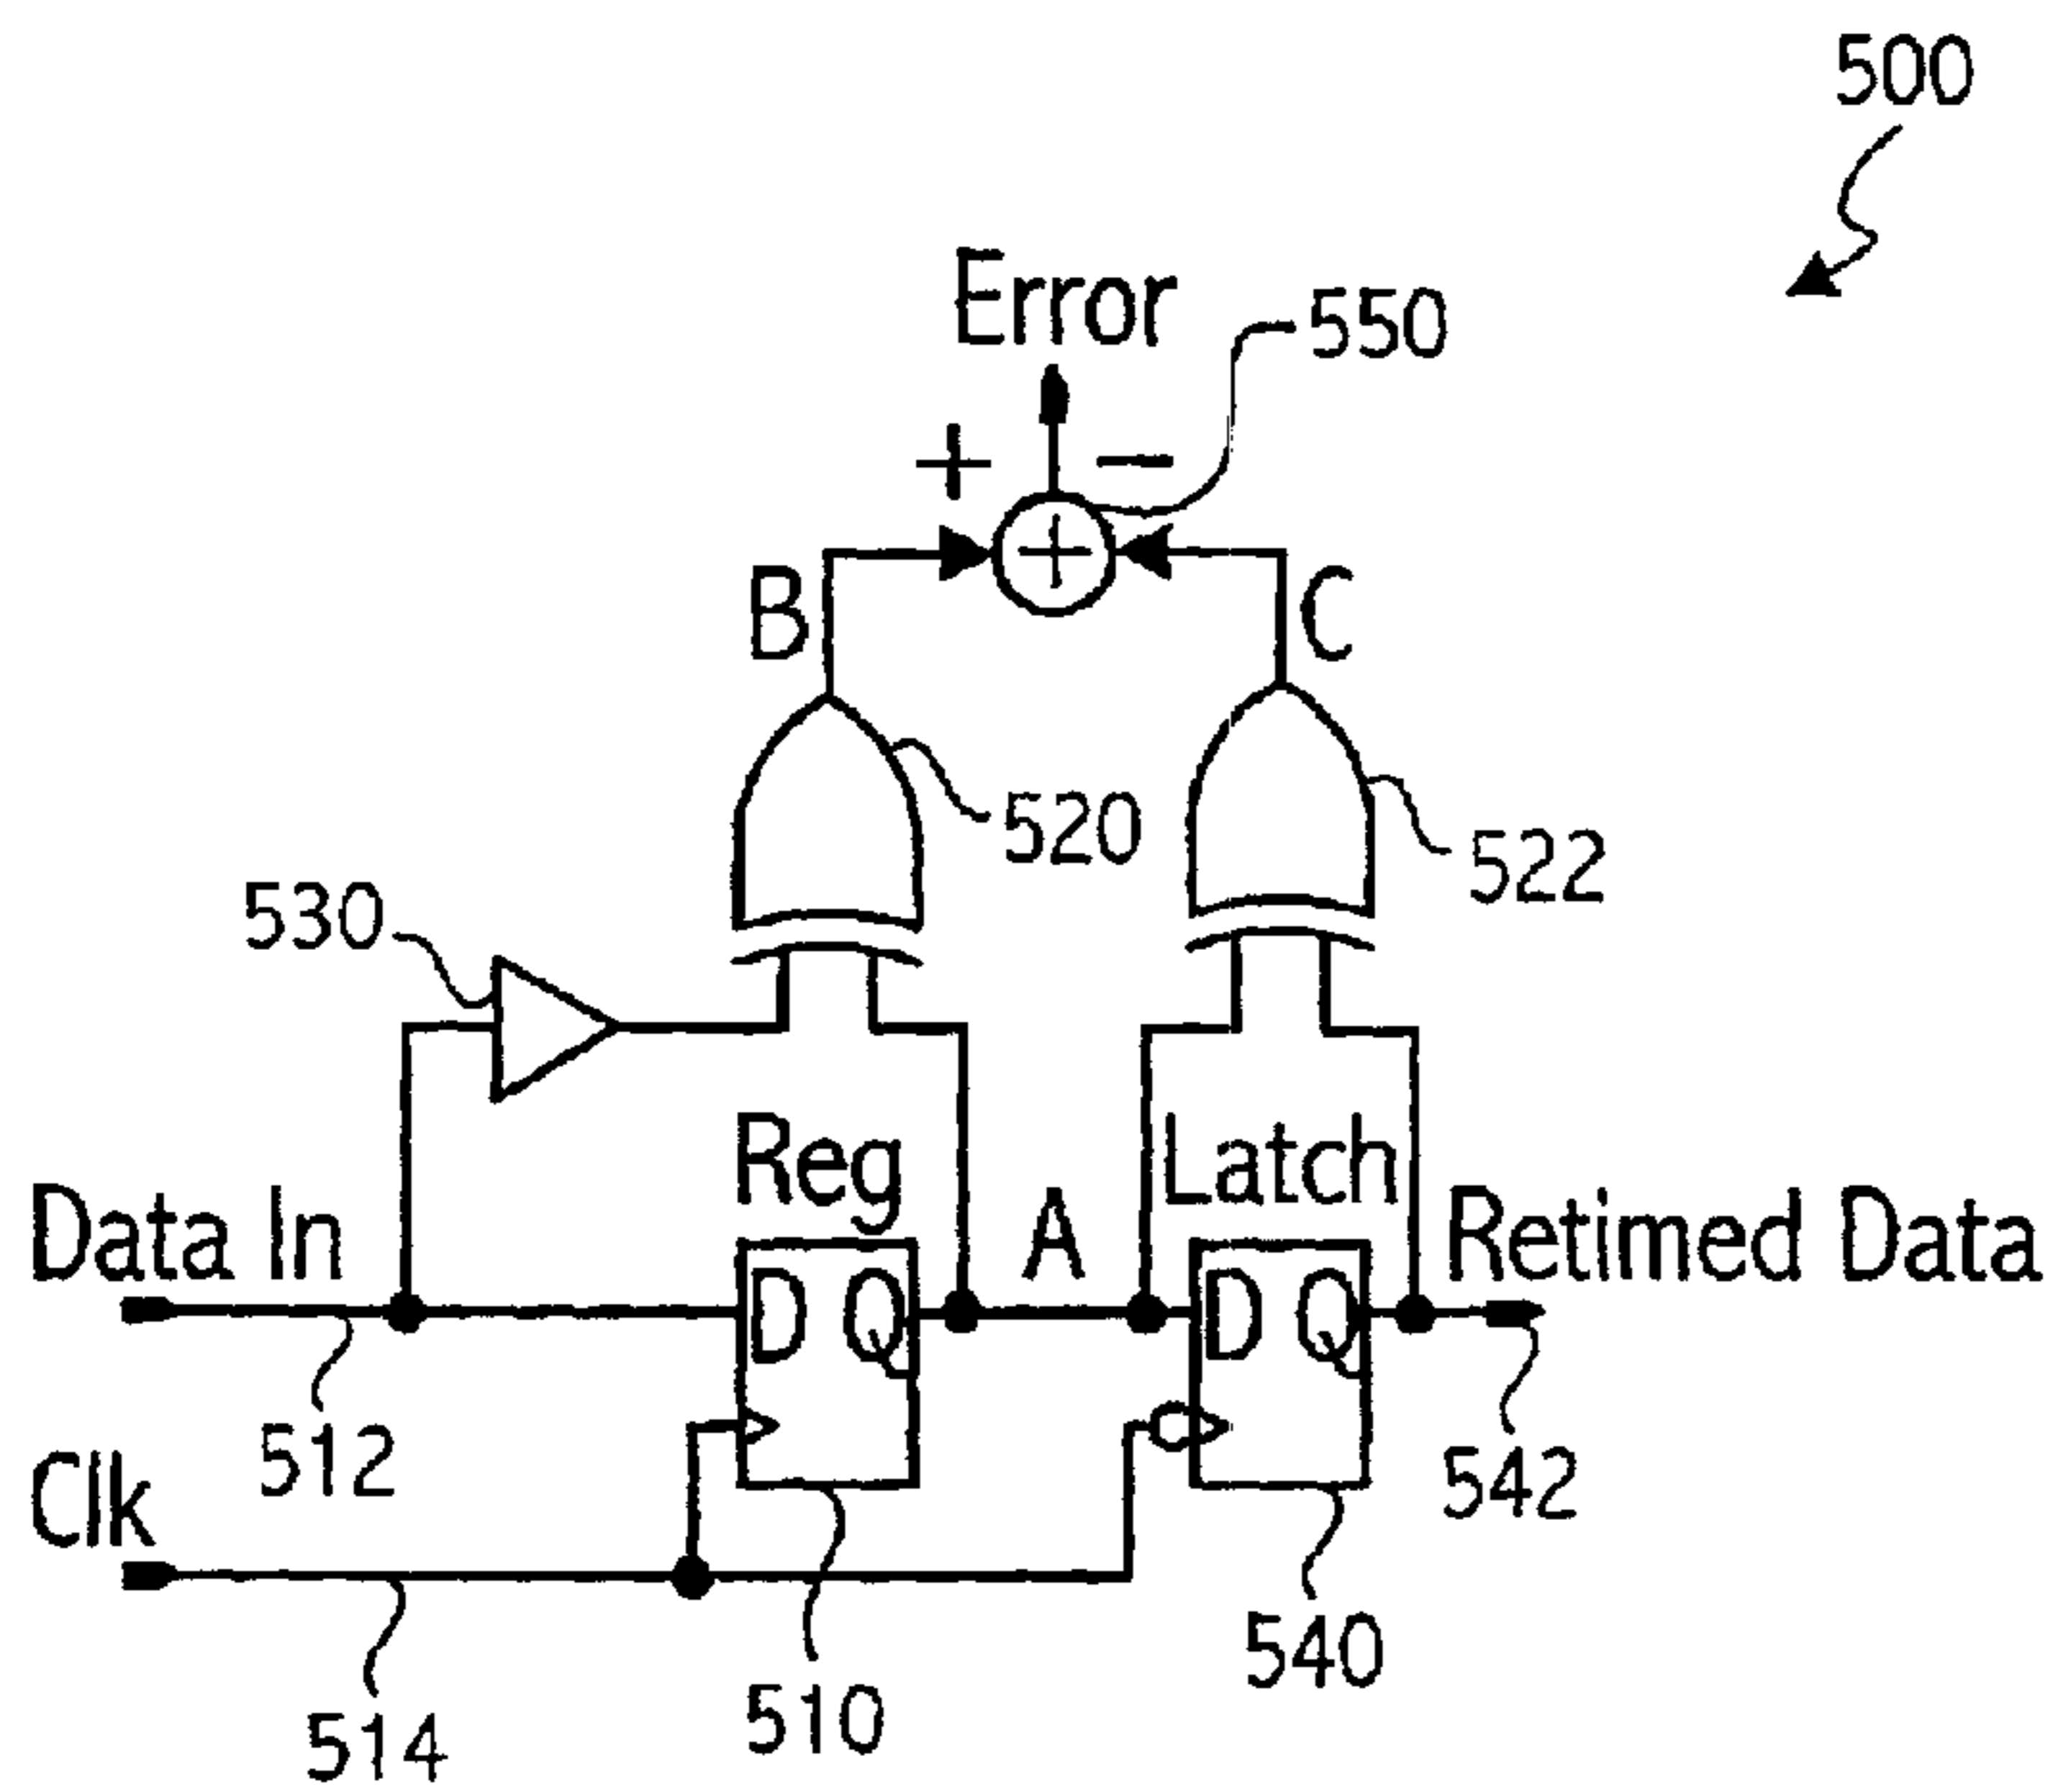 500
Error
550
+
−
B
C
520
522
530
Reg
Latch
Data In
A
Retimed Data
D Q
D Q
512
542
Clk
540
514
510